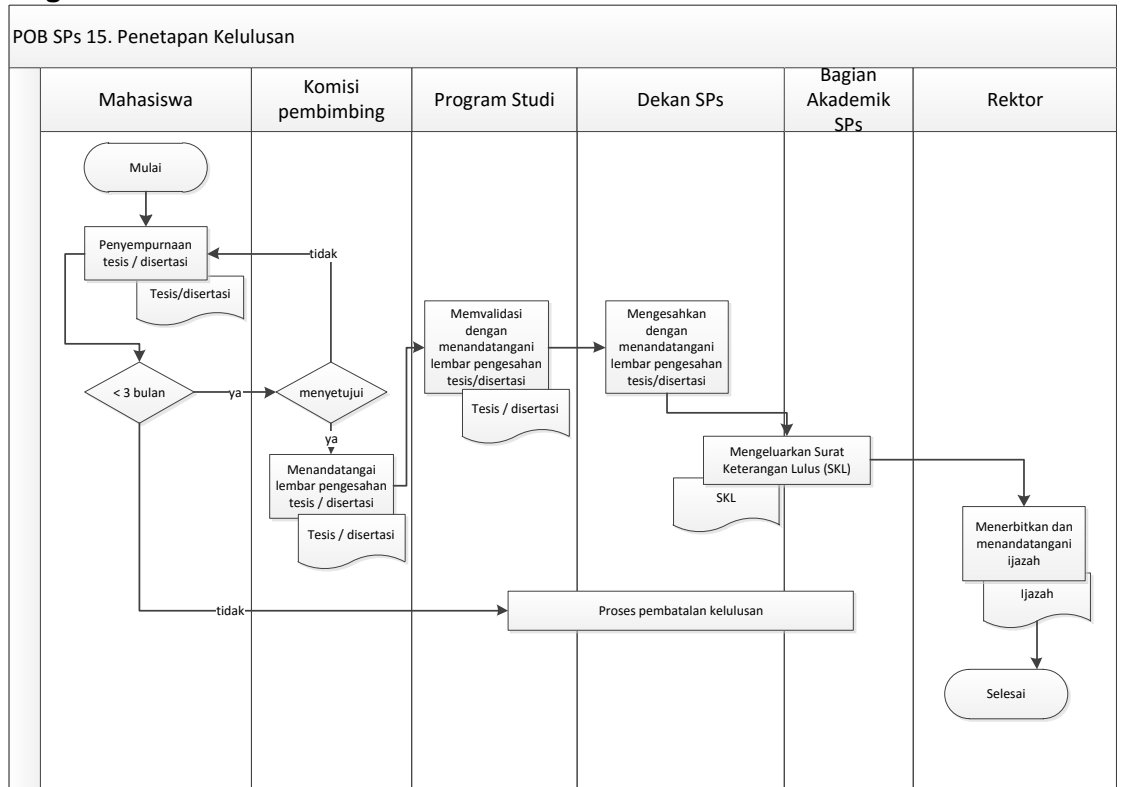 POB SPs 15. Penetapan Kelulusan
Mahasiswa
Komisi
pembimbing
Program Studi
Dekan SPs
Bagian
Akademik
SPs
Rektor
Mulai
Penyempurnaan
tesis / disertasi
Tesis/disertasi
tidak
< 3 bulan
ya
menyetujui
ya
Menandatangai
lembar pengesahan
tesis / disertasi
Tesis / disertasi
Memvalidasi
dengan
menandatangani
lembar pengesahan
tesis/disertasi
Tesis / disertasi
Mengesahkan
dengan
menandatangani
lembar pengesahan
tesis/disertasi
Mengeluarkan Surat
Keterangan Lulus (SKL)
SKL
Menerbitkan dan
menandatangani
ijazah
Ijazah
tidak
Proses pembatalan kelulusan
Selesai